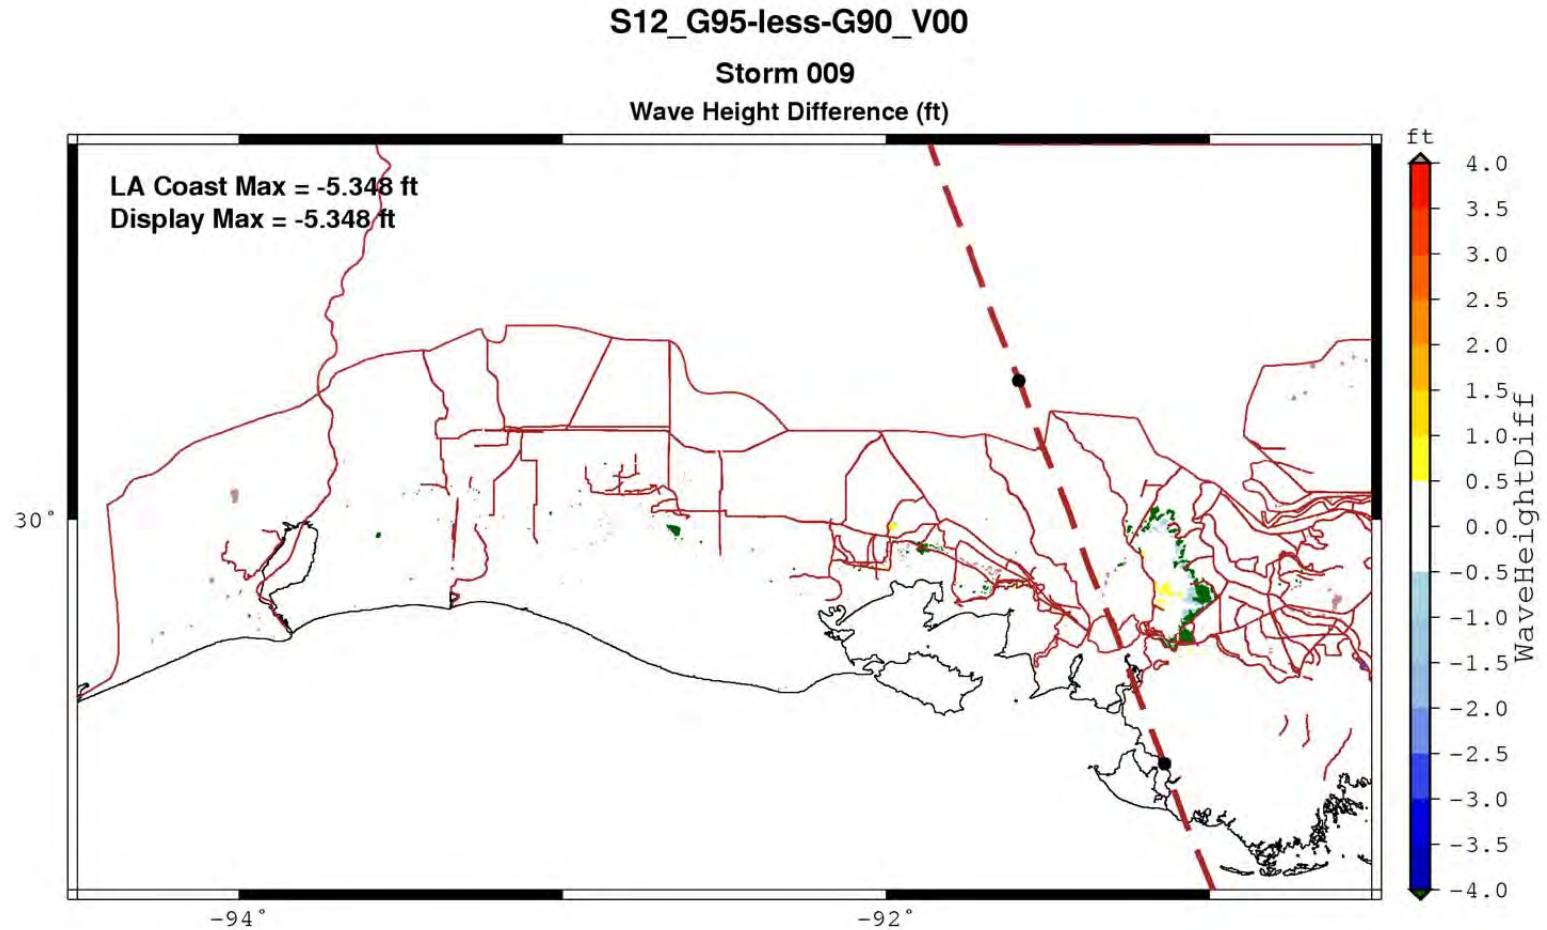 S12_G95-less-G90_V00
Storm 009
Wave Height Difference (ft)
LA Coast Max = -5.348 ft
Display Max = -5.348 ft
30°
-94°
-92°
ft
4.0
3.5
3.0
2.5
2.0
1.5
1.0
0.5
0.0
-0.5
-1.0
-1.5
-2.0
-2.5
-3.0
-3.5
-4.0
WaveHeightDiff